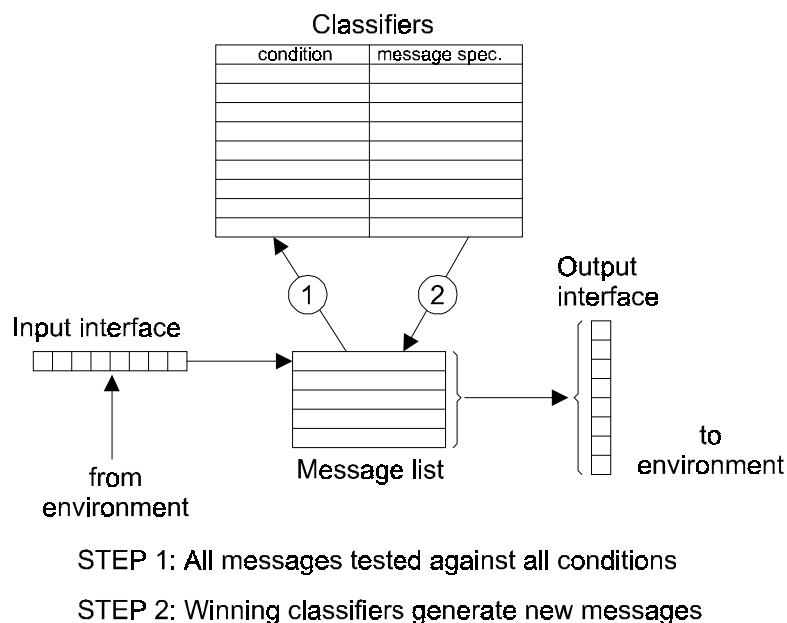 Classifiers
condition
message spec.
1
2
Output
interface
Input interface
Message list
from
environment
to
environment
STEP 1: All messages tested against all conditions
STEP 2: Winning classifiers generate new messages